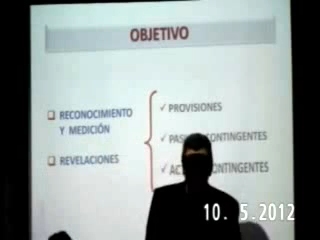 OBJETIVO
RECONOCIMIENTO
Y MEDICIÓN
REVELACIONES
PROVISIONES
CONTINGENTES
CONTINGENTES
10. 5.2012